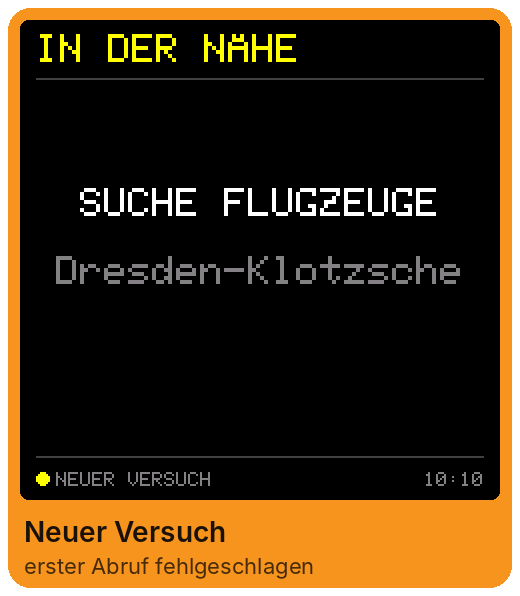 IN DER NÄHE
SUCHE FLUGZEUGE
Dresden-Klotzsche
NEUER VERSUCH 10:10
Neuer Versuch
erster Abruf fehlgeschlagen